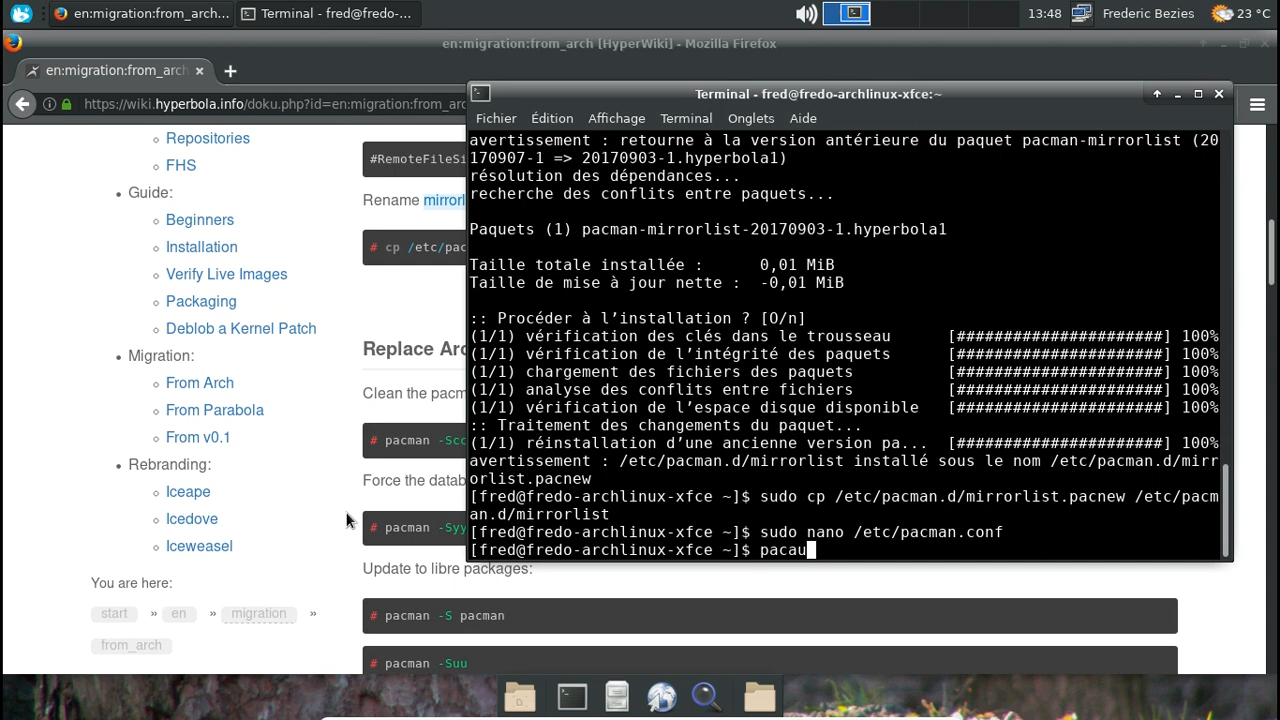 en:migration:from_arch...
Terminal - fred@fredo-...
13:48
Frederic Bezies
23 °C
en:migration:from_arch [HyperWiki] - Mozilla Firefox
en:migration:from_arch
https://wiki.hyperbola.info/doku.php?id=en:migration:from_a
Repositories
FHS
Guide:
Beginners
Installation
Verify Live Images
Packaging
Deblob a Kernel Patch
Migration:
From Arch
From Parabola
From v0.1
Rebranding:
Iceape
Icedove
Iceweasel
You are here:
start » en » migration »
from_arch
#RemoteFileSi
Rename mirrorl
# cp /etc/pac
Replace Arc
Clean the pacm
# pacman -Scc
Force the datab
# pacman -Syy
Update to libre packages:
# pacman -S pacman
# pacman -Suu
Terminal - fred@fredo-archlinux-xfce:~
Fichier Édition Affichage Terminal Onglets Aide
avertissement : retourne à la version antérieure du paquet pacman-mirrorlist (20
170907-1 => 20170903-1.hyperbola1)
résolution des dépendances...
recherche des conflits entre paquets...
Paquets (1) pacman-mirrorlist-20170903-1.hyperbola1
Taille totale installée : 0,01 MiB
Taille de mise à jour nette : -0,01 MiB
:: Procéder à l’installation ? [O/n]
(1/1) vérification des clés dans le trousseau [######################] 100%
(1/1) vérification de l’intégrité des paquets [######################] 100%
(1/1) chargement des fichiers des paquets [######################] 100%
(1/1) analyse des conflits entre fichiers [######################] 100%
(1/1) vérification de l’espace disque disponible [######################] 100%
:: Traitement des changements du paquet...
(1/1) réinstallation d’une ancienne version pa... [######################] 100%
avertissement : /etc/pacman.d/mirrorlist installé sous le nom /etc/pacman.d/mirr
orlist.pacnew
[fred@fredo-archlinux-xfce ~]$ sudo cp /etc/pacman.d/mirrorlist.pacnew /etc/pacm
an.d/mirrorlist
[fred@fredo-archlinux-xfce ~]$ sudo nano /etc/pacman.conf
[fred@fredo-archlinux-xfce ~]$ pacau